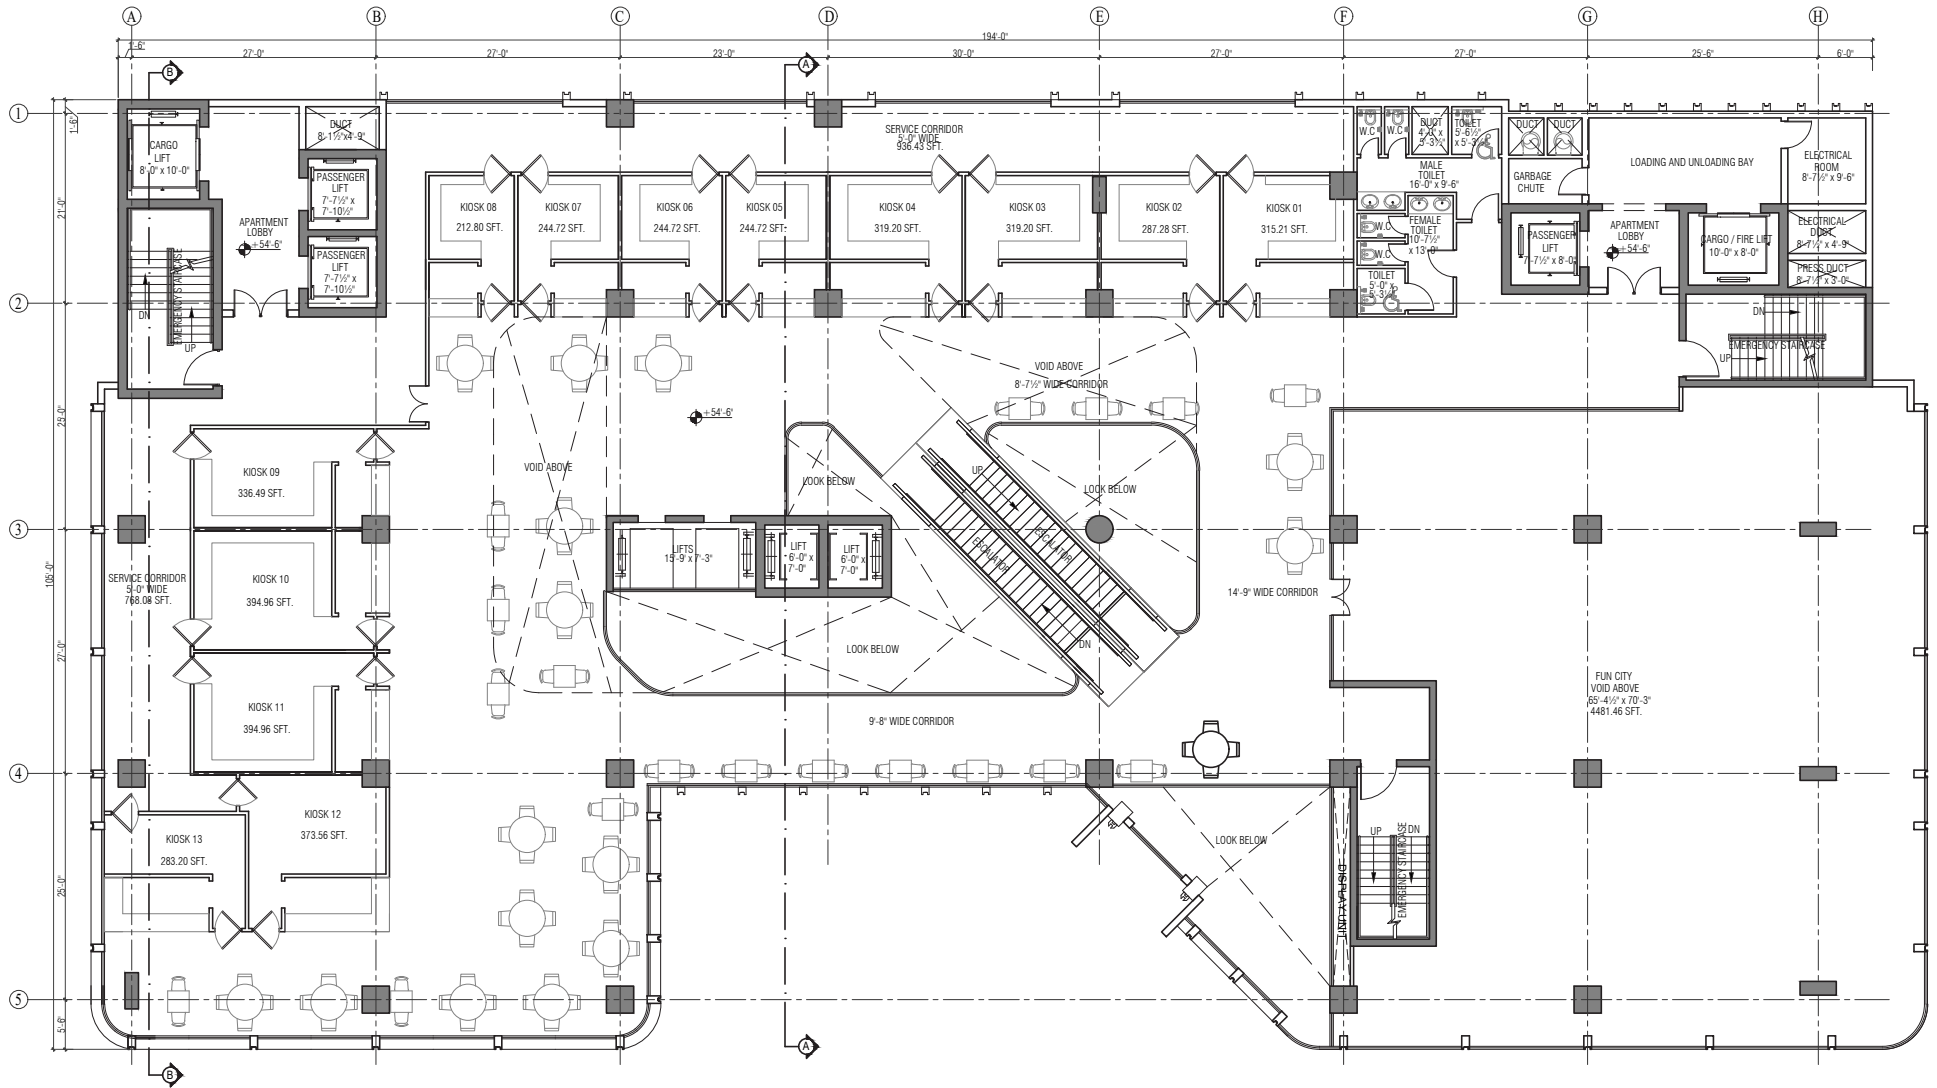 A
B
C
D
E
F
G
H
194'-0"
1'-6"
27'-0"
27'-0"
23'-0"
30'-0"
27'-0"
27'-0"
25'-6"
6'-0"
B
A
1
1'-6"
DUCT
8'-1½"x4'-9"
CARGO
LIFT
8'-0" x 10'-0"
PASSENGER
LIFT
7'-7½" x
7'-10½"
SERVICE CORRIDOR
5'-0" WIDE
936.43 SFT.
W.C
W.C
DUCT
4'-0" x
5'-3½"
TOILET
5'-6½"
x 5'-3½"
DUCT
DUCT
LOADING AND UNLOADING BAY
ELECTRICAL
ROOM
8'-7½" x 9'-6"
MALE
TOILET
16'-0" x 9'-6"
GARBAGE
CHUTE
21'-0"
APARTMENT
LOBBY
+54'-6"
PASSENGER
LIFT
7'-7½" x
7'-10½"
KIOSK 08
212.80 SFT.
KIOSK 07
244.72 SFT.
KIOSK 06
244.72 SFT.
KIOSK 05
244.72 SFT.
KIOSK 04
319.20 SFT.
KIOSK 03
319.20 SFT.
KIOSK 02
287.28 SFT.
KIOSK 01
315.21 SFT.
W.C
W.C
FEMALE
TOILET
10'-7½"
x 13'-0"
TOILET
5'-0" x
5'-3½"
PASSENGER
LIFT
7'-7½" x 8'-0"
APARTMENT
LOBBY
+54'-6"
CARGO / FIRE LIFT
10'-0" x 8'-0"
ELECTRICAL
DUCT
8'-7½" x 4'-9"
PRESS DUCT
8'-7½" x 3'-0"
2
DN
EMERGENCY STAIRCASE
UP
DN
EMERGENCY STAIRCASE
UP
VOID ABOVE
8'-7½" WIDE CORRIDOR
25'-0"
+54'-6"
KIOSK 09
336.49 SFT.
VOID ABOVE
LOOK BELOW
UP
LOOK BELOW
3
ESCALATOR
ESCALATOR
LIFTS
15'-9" x 7'-3"
LIFT
6'-0" x
7'-0"
LIFT
6'-0" x
7'-0"
105'-0"
SERVICE CORRIDOR
5'-0" WIDE
768.08 SFT.
KIOSK 10
394.96 SFT.
14'-9" WIDE CORRIDOR
27'-0"
DN
LOOK BELOW
KIOSK 11
394.96 SFT.
9'-8" WIDE CORRIDOR
FUN CITY
VOID ABOVE
65'-4½" x 70'-3"
4481.46 SFT.
4
KIOSK 12
373.56 SFT.
KIOSK 13
283.20 SFT.
LOOK BELOW
UP
DN
EMERGENCY STAIRCASE
DISPLAY UNIT
25'-0"
5
5'-6"
A
B